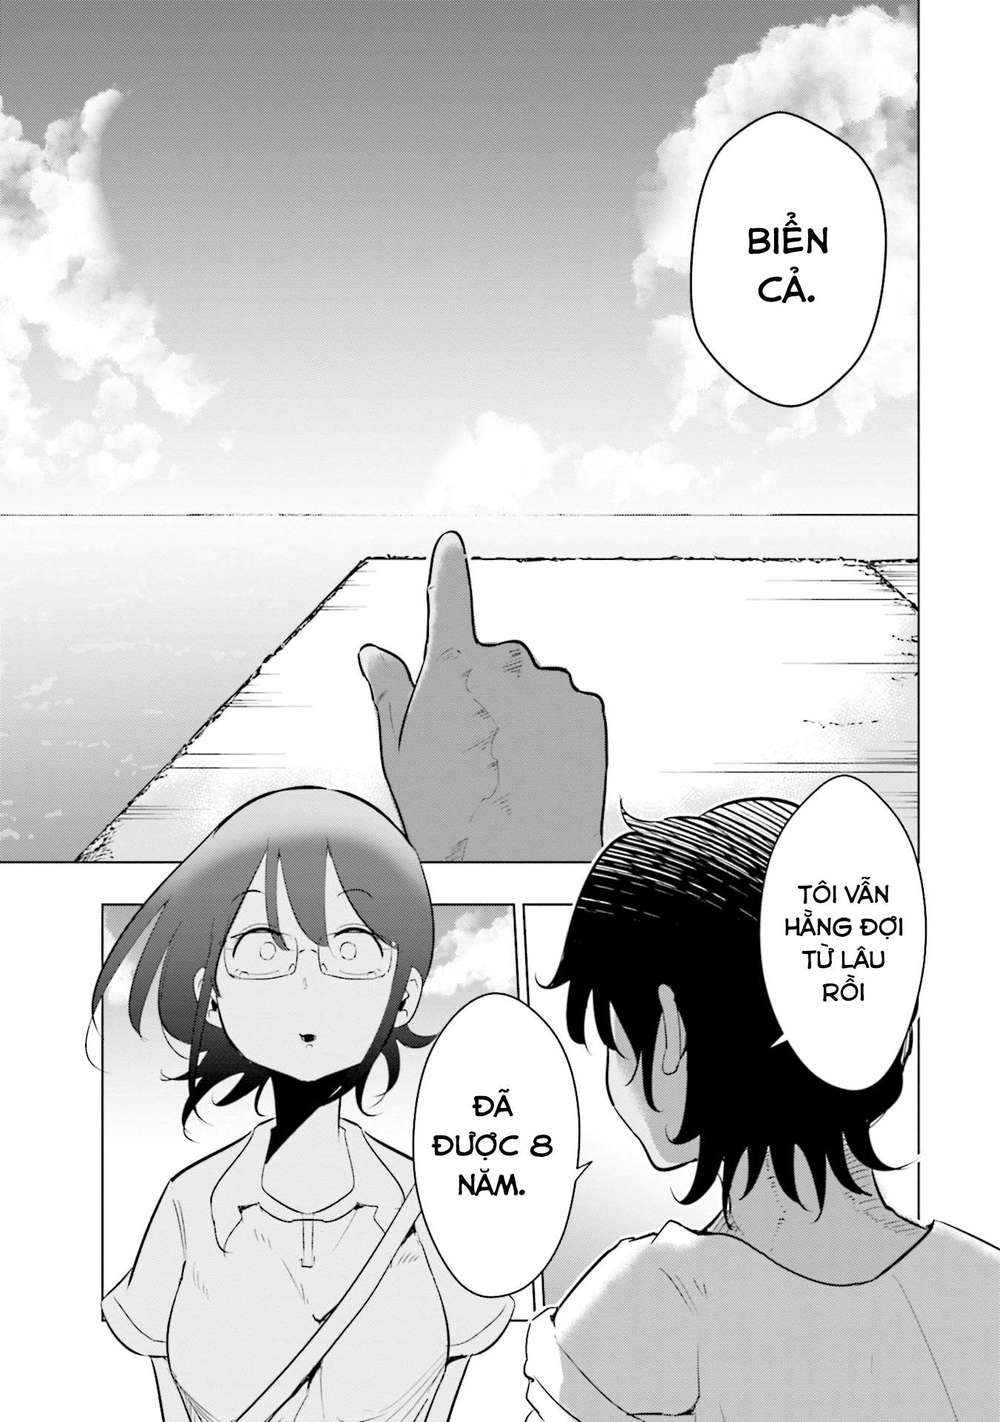 BIỂN
CẢ.
TÔI VẪN
HẰNG ĐỢI
TỪ LÂU
RỒI
ĐÃ
ĐƯỢC 8
NĂM.